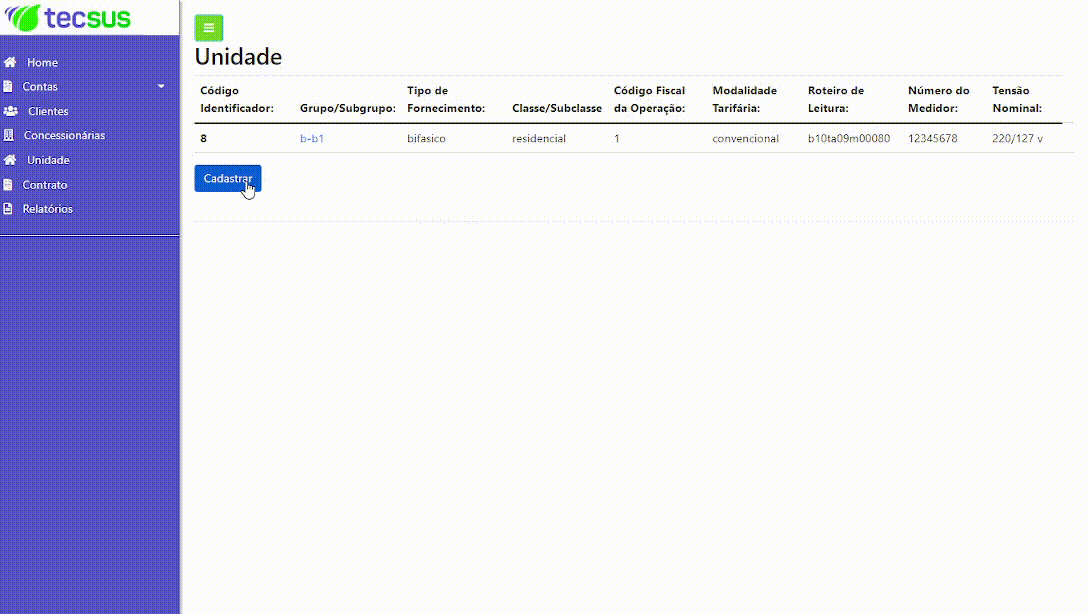 tecsus
Home
Contas
Clientes
Concessionárias
Unidade
Contrato
Relatórios
Unidade
Código Identificador: Grupo/Subgrupo: Tipo de Fornecimento: Classe/Subclasse Código Fiscal da Operação: Modalidade Tarifária: Roteiro de Leitura: Número do Medidor: Tensão Nominal:
8 b-b1 bifasico residencial 1 convencional b10ta09m00080 12345678 220/127 v
Cadastrar